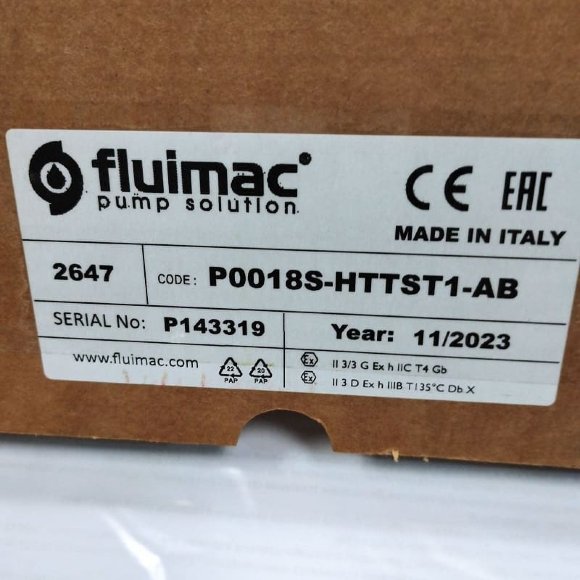 fluimac®
pump solution
CE EAC
MADE IN ITALY
2647
CODE: P0018S-HTTST1-AB
SERIAL No: P143319
Year: 11/2023
www.fluimac.com
22
PAP
20
PAP
Ex II 3/3 G Ex h IIC T4 Gb
Ex II 3 D Ex h IIIB T135°C Db X